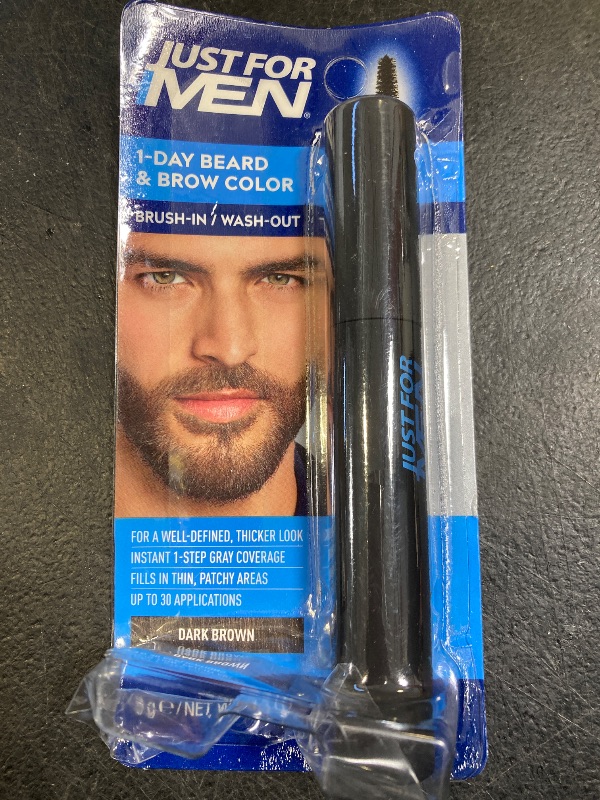 JUST FOR
MEN®
1-DAY BEARD
& BROW COLOR
BRUSH-IN / WASH-OUT
JUST FOR
FOR A WELL-DEFINED, THICKER LOOK
INSTANT 1-STEP GRAY COVERAGE
FILLS IN THIN, PATCHY AREAS
UP TO 30 APPLICATIONS
DARK BROWN
g℮ / NET